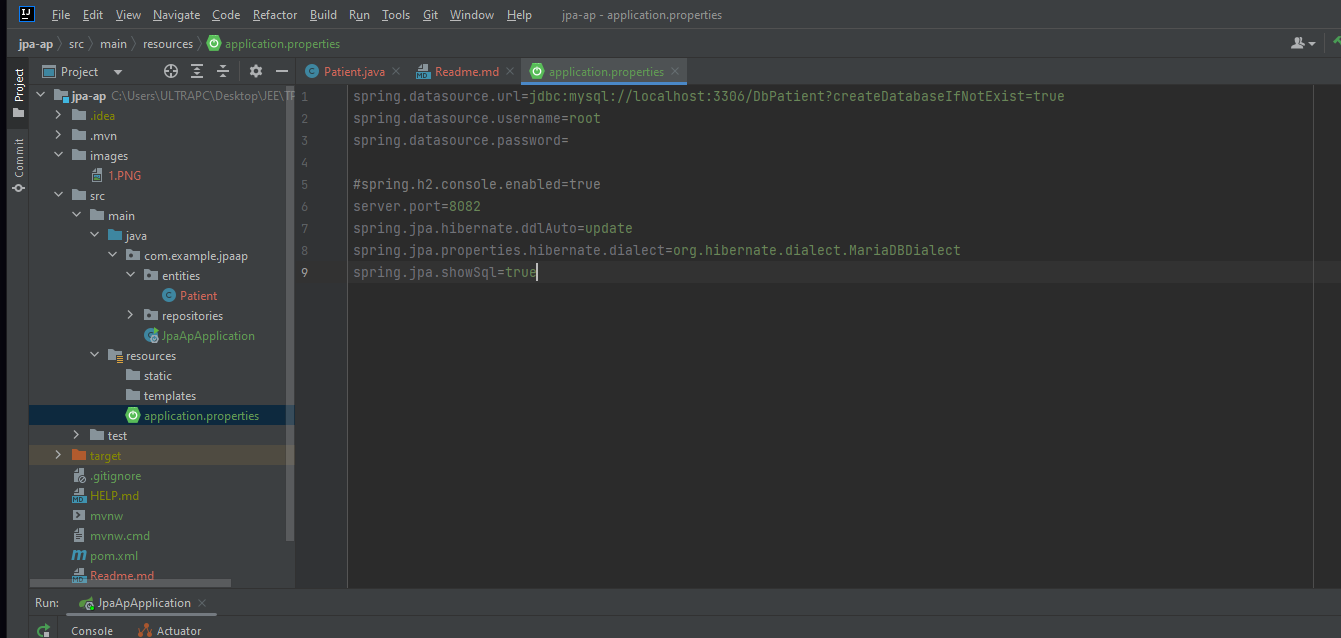 File Edit View Navigate Code Refactor Build Run Tools Git Window Help jpa-ap - application.properties
jpa-ap src main resources application.properties
Project
Commit
Project
jpa-ap C:\Users\ULTRAPC\Desktop\JEE\TP
.idea
.mvn
images
1.PNG
src
main
java
com.example.jpaap
entities
Patient
repositories
JpaApApplication
resources
static
templates
application.properties
test
target
.gitignore
HELP.md
mvnw
mvnw.cmd
pom.xml
Readme.md
Patient.java Readme.md application.properties
1 spring.datasource.url=jdbc:mysql://localhost:3306/DbPatient?createDatabaseIfNotExist=true
2 spring.datasource.username=root
3 spring.datasource.password=
4
5 #spring.h2.console.enabled=true
6 server.port=8082
7 spring.jpa.hibernate.ddlAuto=update
8 spring.jpa.properties.hibernate.dialect=org.hibernate.dialect.MariaDBDialect
9 spring.jpa.showSql=true
Run: JpaApApplication
Console Actuator